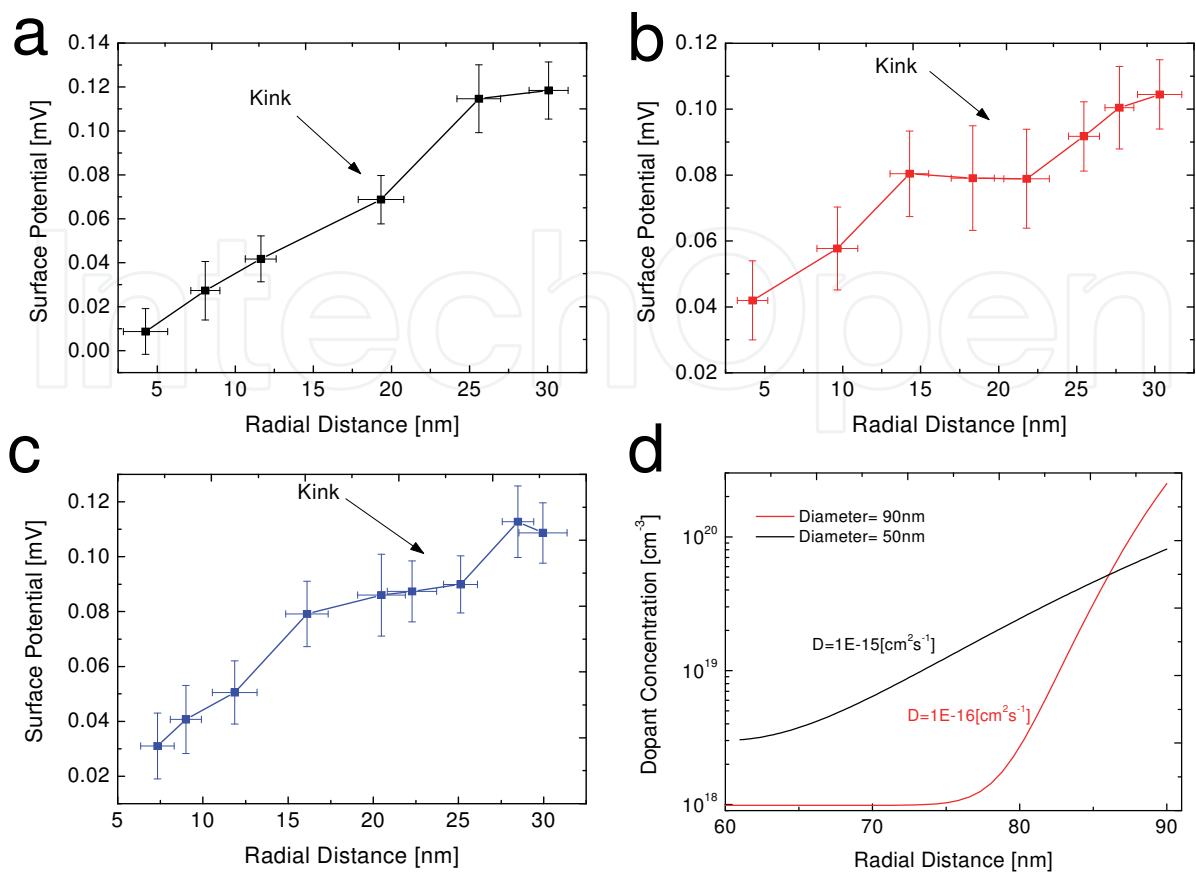 a
0.14
0.12
0.10
0.08
0.06
0.04
0.02
0.00
Surface Potential [mV]
Kink
5 10 15 20 25 30
Radial Distance [nm]
b
0.12
0.10
0.08
0.06
0.04
0.02
Surface Potential [mV]
Kink
5 10 15 20 25 30
Radial Distance [nm]
c
0.12
0.10
0.08
0.06
0.04
0.02
Surface Potential [mV]
Kink
5 10 15 20 25 30
Radial Distance [nm]
d
10²⁰
10¹⁹
10¹⁸
Dopant Concentration [cm⁻³]
Diameter= 90nm
Diameter= 50nm
D=1E-15[cm²s⁻¹]
D=1E-16[cm²s⁻¹]
60 70 80 90
Radial Distance [nm]
IntechOpen